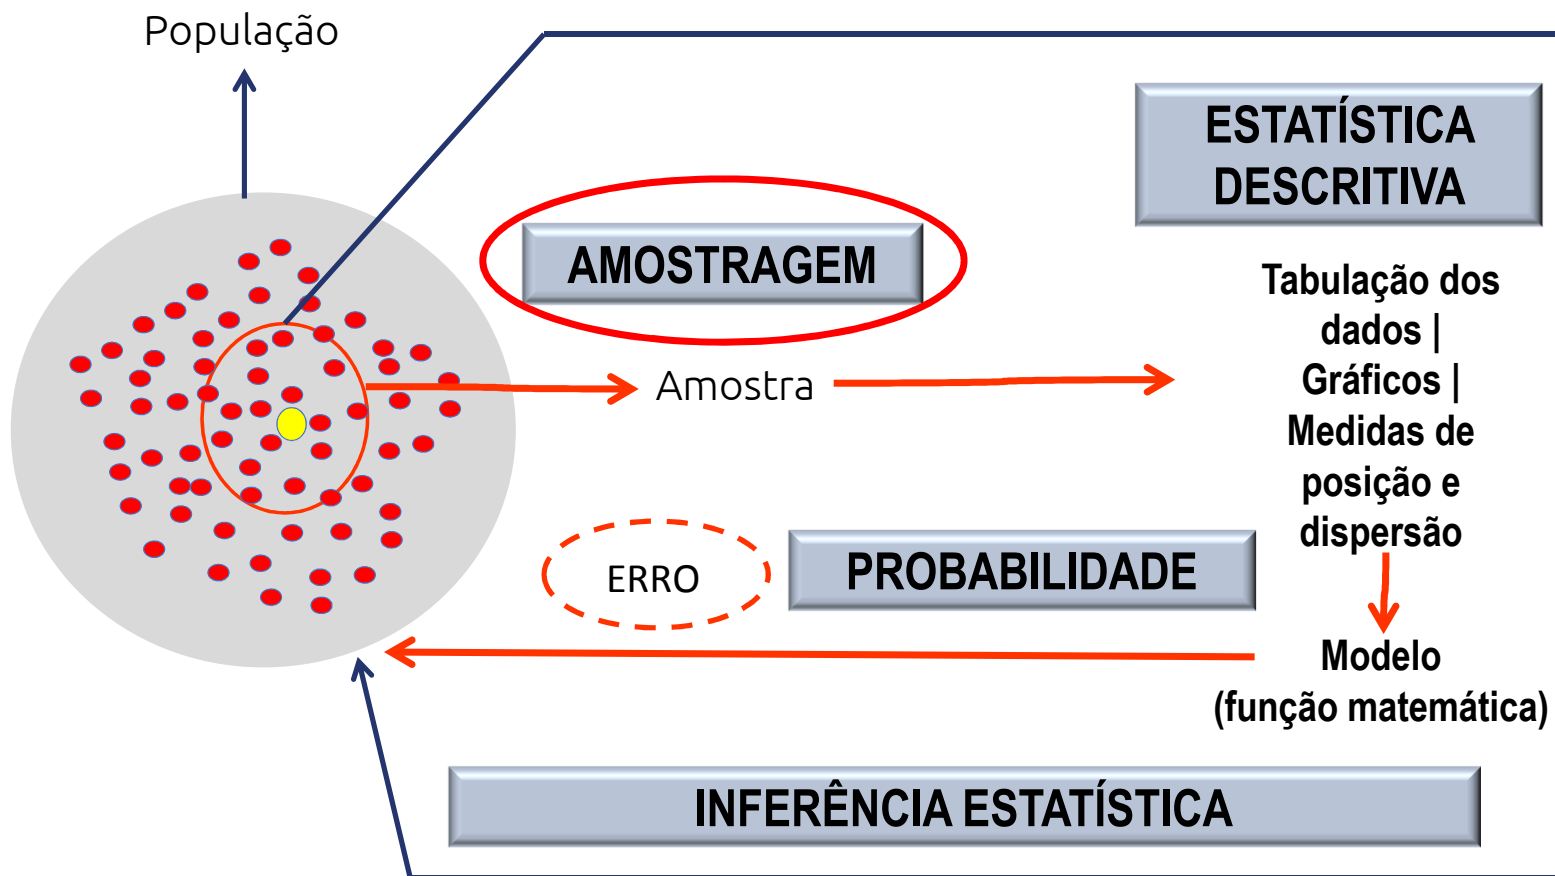 População
ESTATÍSTICA
DESCRITIVA
AMOSTRAGEM
Tabulação dos
dados |
Gráficos |
Medidas de
posição e
dispersão
Amostra
ERRO
PROBABILIDADE
Modelo
(função matemática)
INFERÊNCIA ESTATÍSTICA